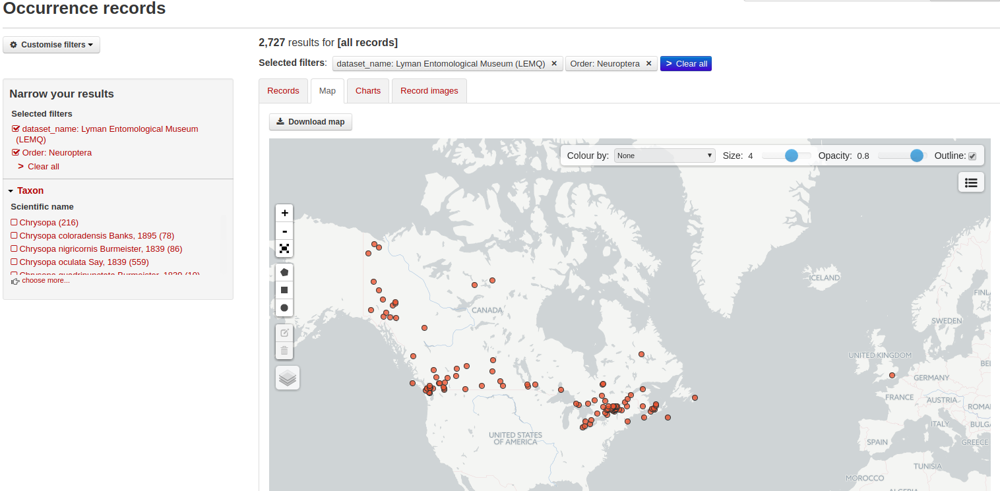 Occurrence records
Customise filters
2,727 results for [all records]
Selected filters: dataset_name: Lyman Entomological Museum (LEMQ) × Order: Neuroptera × > Clear all
Narrow your results
Selected filters
dataset_name: Lyman Entomological Museum
(LEMQ)
Order: Neuroptera
> Clear all
Taxon
Scientific name
Chrysopa (216)
Chrysopa coloradensis Banks, 1895 (78)
Chrysopa nigricornis Burmeister, 1839 (86)
Chrysopa oculata Say, 1839 (559)
Chrysopa quadripunctata Burmeister, 1839 (10)
choose more...
Records Map Charts Record images
Download map
Colour by: None Size: 4 Opacity: 0.8 Outline:
+
-
ICELAND
FINL
CANADA
SWEDEN
UNITED KINGDOM
BEL
GERMANY
FRANCE
AUSTRIA
ROMA
ITALY
BULG
UNITED STATES
OF AMERICA
SPAIN
GREECE
TUNISIA
MOROCCO
ALGERIA